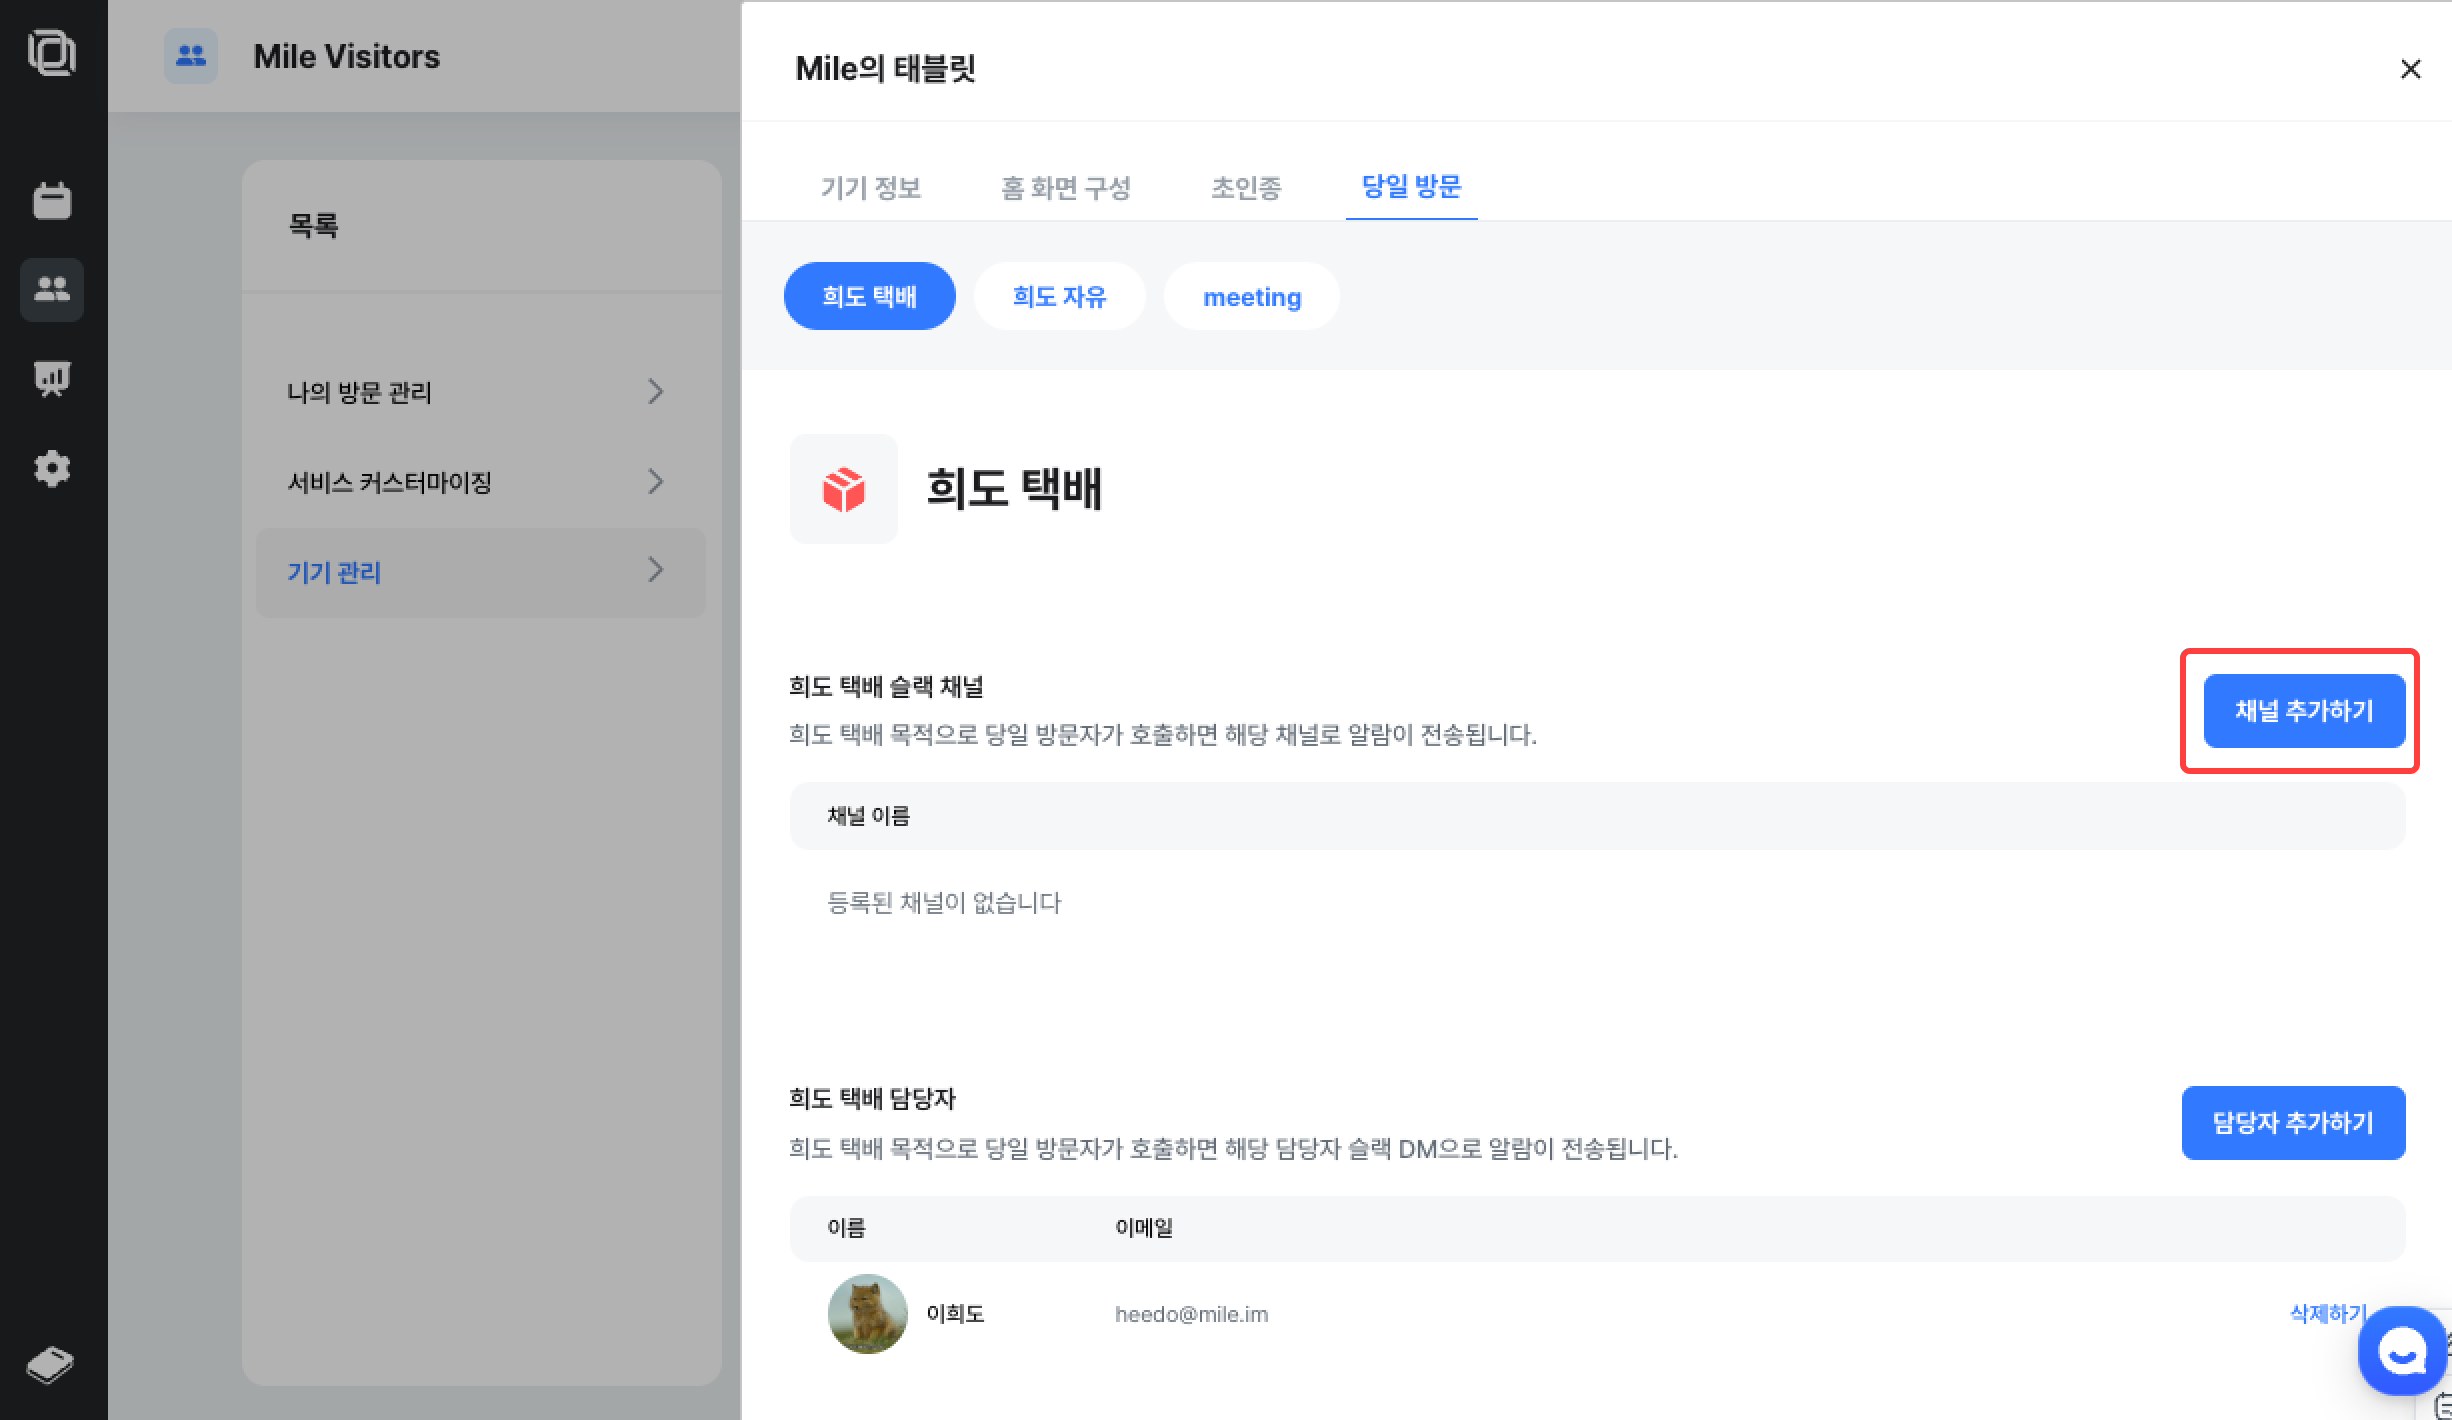 Mile Visitors
목록
나의 방문 관리
서비스 커스터마이징
기기 관리
Mile의 태블릿
기기 정보
홈 화면 구성
초인종
당일 방문
희도 택배
희도 자유
meeting
희도 택배
희도 택배 슬랙 채널
희도 택배 목적으로 당일 방문자가 호출하면 해당 채널로 알람이 전송됩니다.
채널 추가하기
채널 이름
등록된 채널이 없습니다
희도 택배 담당자
희도 택배 목적으로 당일 방문자가 호출하면 해당 담당자 슬랙 DM으로 알람이 전송됩니다.
담당자 추가하기
이름
이메일
이희도
heedo@mile.im
삭제하기